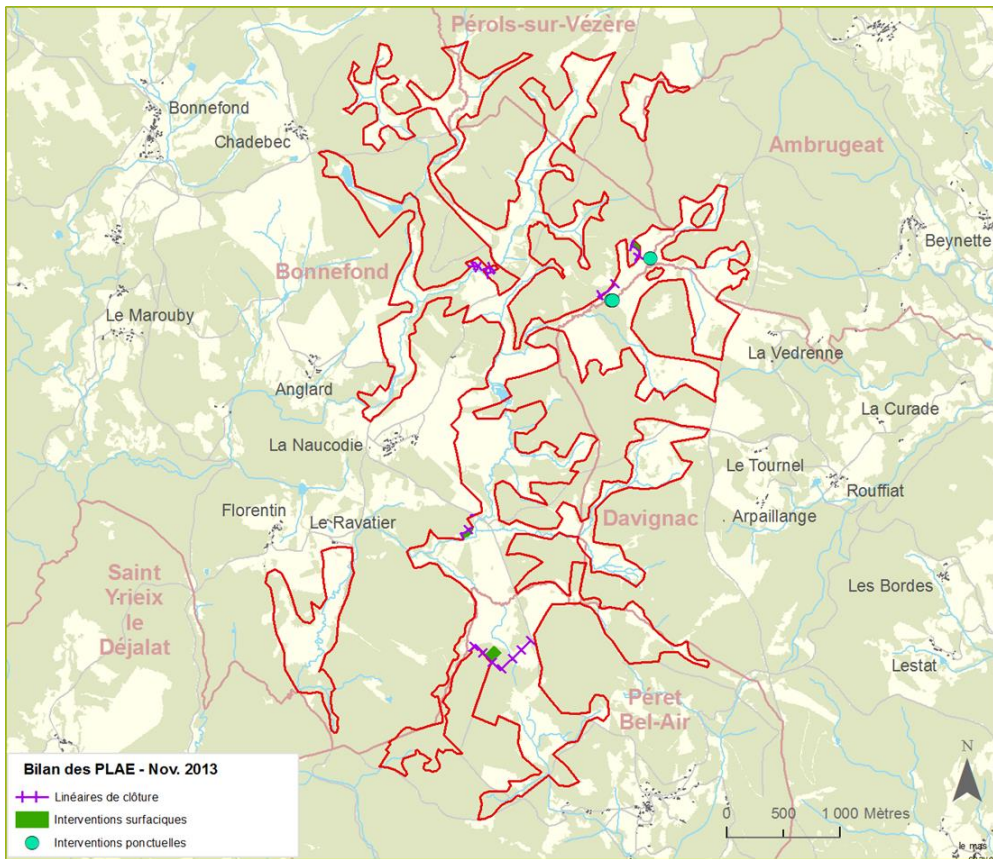 Pérols-sur-Vézère
Bonnefond
Chadebec
Ambrugeat
Beynette
Bonnefond
Le Marouby
La Vedrenne
Anglard
La Curade
La Naucodie
Le Tournel
Rouffiat
Florentin
Le Ravatier
Arpaillange
Davignac
Saint
Yrieix
le
Déjalat
Les Bordes
Lestat
Péret
Bel-Air
N
Bilan des PLAE - Nov. 2013
Linéaires de clôture
Interventions surfaciques
Interventions ponctuelles
0 500 1 000 Mètres
le mas